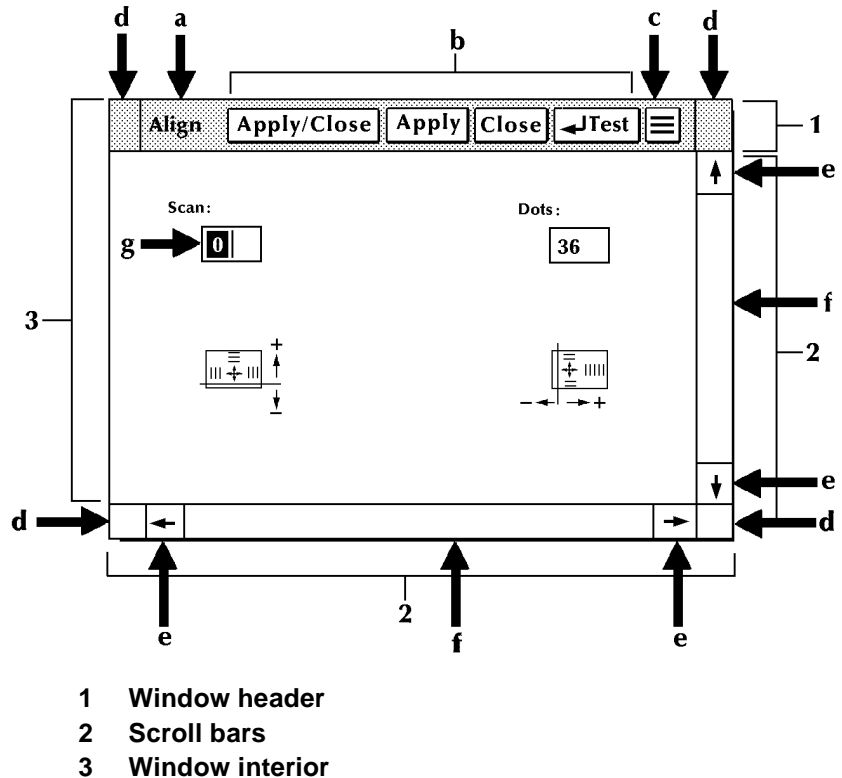 d a b c d
Align Apply/Close Apply Close ↵Test ≡
1
e
Scan: Dots:
g 0 36
f
3
2
+
−
− +
e
d d
2
e f e
1 Window header
2 Scroll bars
3 Window interior